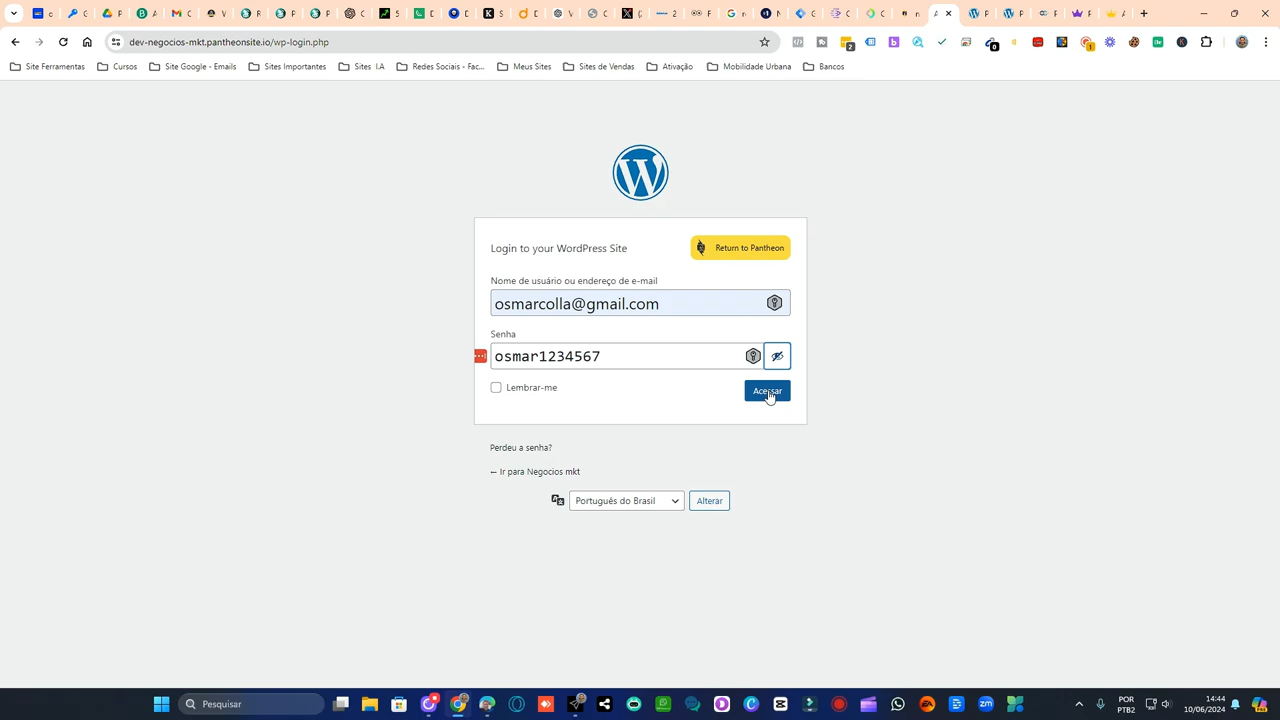 dev-negocios-mkt.pantheonsite.io/wp-login.php
Site Ferramentas
Cursos
Site Google - Emails
Sites Importantes
Sites I.A
Redes Sociais - Fac...
Meus Sites
Sites de Vendas
Ativação
Mobilidade Urbana
Bancos
Login to your WordPress Site
Return to Pantheon
Nome de usuário ou endereço de e-mail
osmarcolla@gmail.com
Senha
osmar1234567
Lembrar-me
Acessar
Perdeu a senha?
← Ir para Negocios mkt
Português do Brasil
Alterar
Pesquisar
POR
PTB2
14:44
10/06/2024